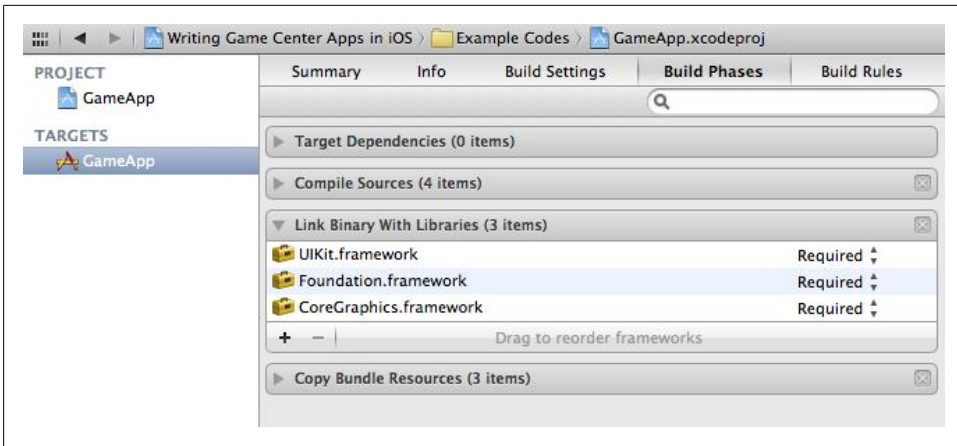 Writing Game Center Apps in iOS Example Codes GameApp.xcodeproj
PROJECT
GameApp
TARGETS
GameApp
Summary Info Build Settings Build Phases Build Rules
Target Dependencies (0 items)
Compile Sources (4 items)
Link Binary With Libraries (3 items)
UIKit.framework Required
Foundation.framework Required
CoreGraphics.framework Required
+ − Drag to reorder frameworks
Copy Bundle Resources (3 items)